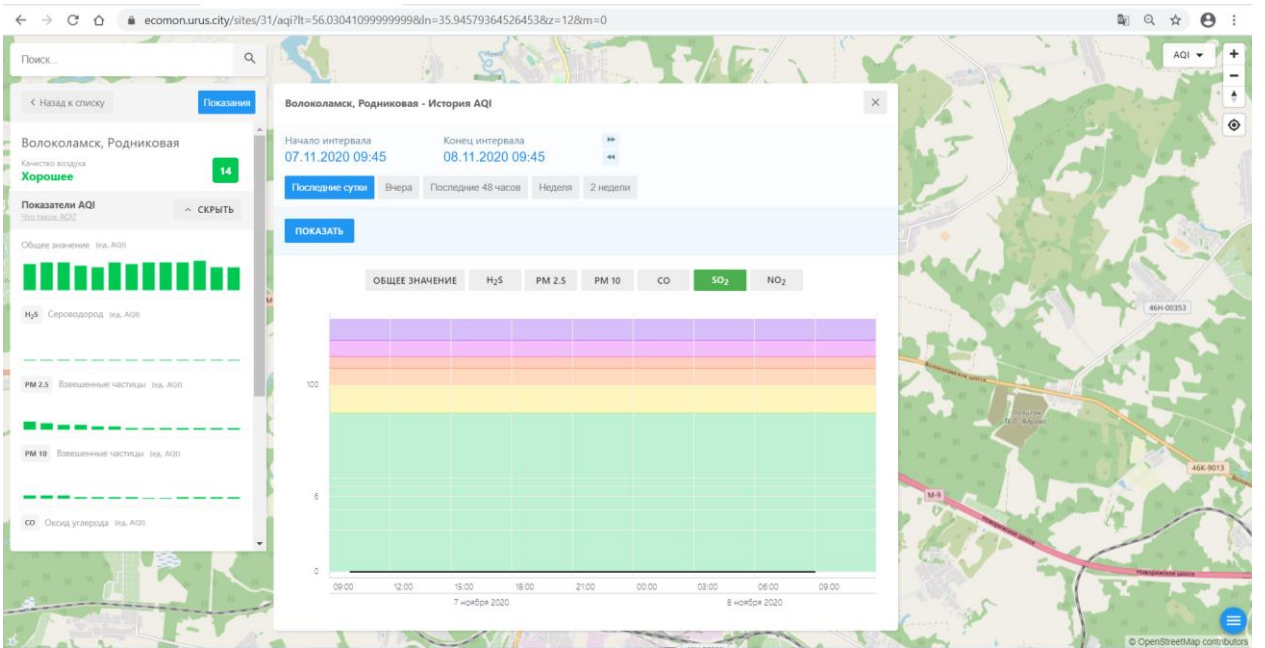 ecomon.urus.city/sites/31/aqi?lt=56.03041099999999&ln=35.94579364526453&z=12&m=0
Поиск...
AQI
+
−
< Назад к списку
Показания
Волоколамск, Родниковая
Качество воздуха
Хорошее
14
Показатели AQI
Что такое AQI?
СКРЫТЬ
Общее значение (ед. AQI)
H2S Сероводород (ед. AQI)
PM 2.5 Взвешенные частицы (ед. AQI)
PM 10 Взвешенные частицы (ед. AQI)
CO Оксид углерода (ед. AQI)
Волоколамск, Родниковая - История AQI
Начало интервала
Конец интервала
07.11.2020 09:45
08.11.2020 09:45
Последние сутки
Вчера
Последние 48 часов
Неделя
2 недели
ПОКАЗАТЬ
ОБЩЕЕ ЗНАЧЕНИЕ
H2S
PM 2.5
PM 10
CO
SO2
NO2
100
6
0
09:00 12:00 15:00 18:00 21:00 00:00 03:00 06:00 09:00
7 ноября 2020
8 ноября 2020
46Н-00353
Волоколамское шоссе
Полигон
ТБО "Ядрово"
46К-9013
М-9
Новорижское шоссе
Новорижское шоссе
© OpenStreetMap contributors